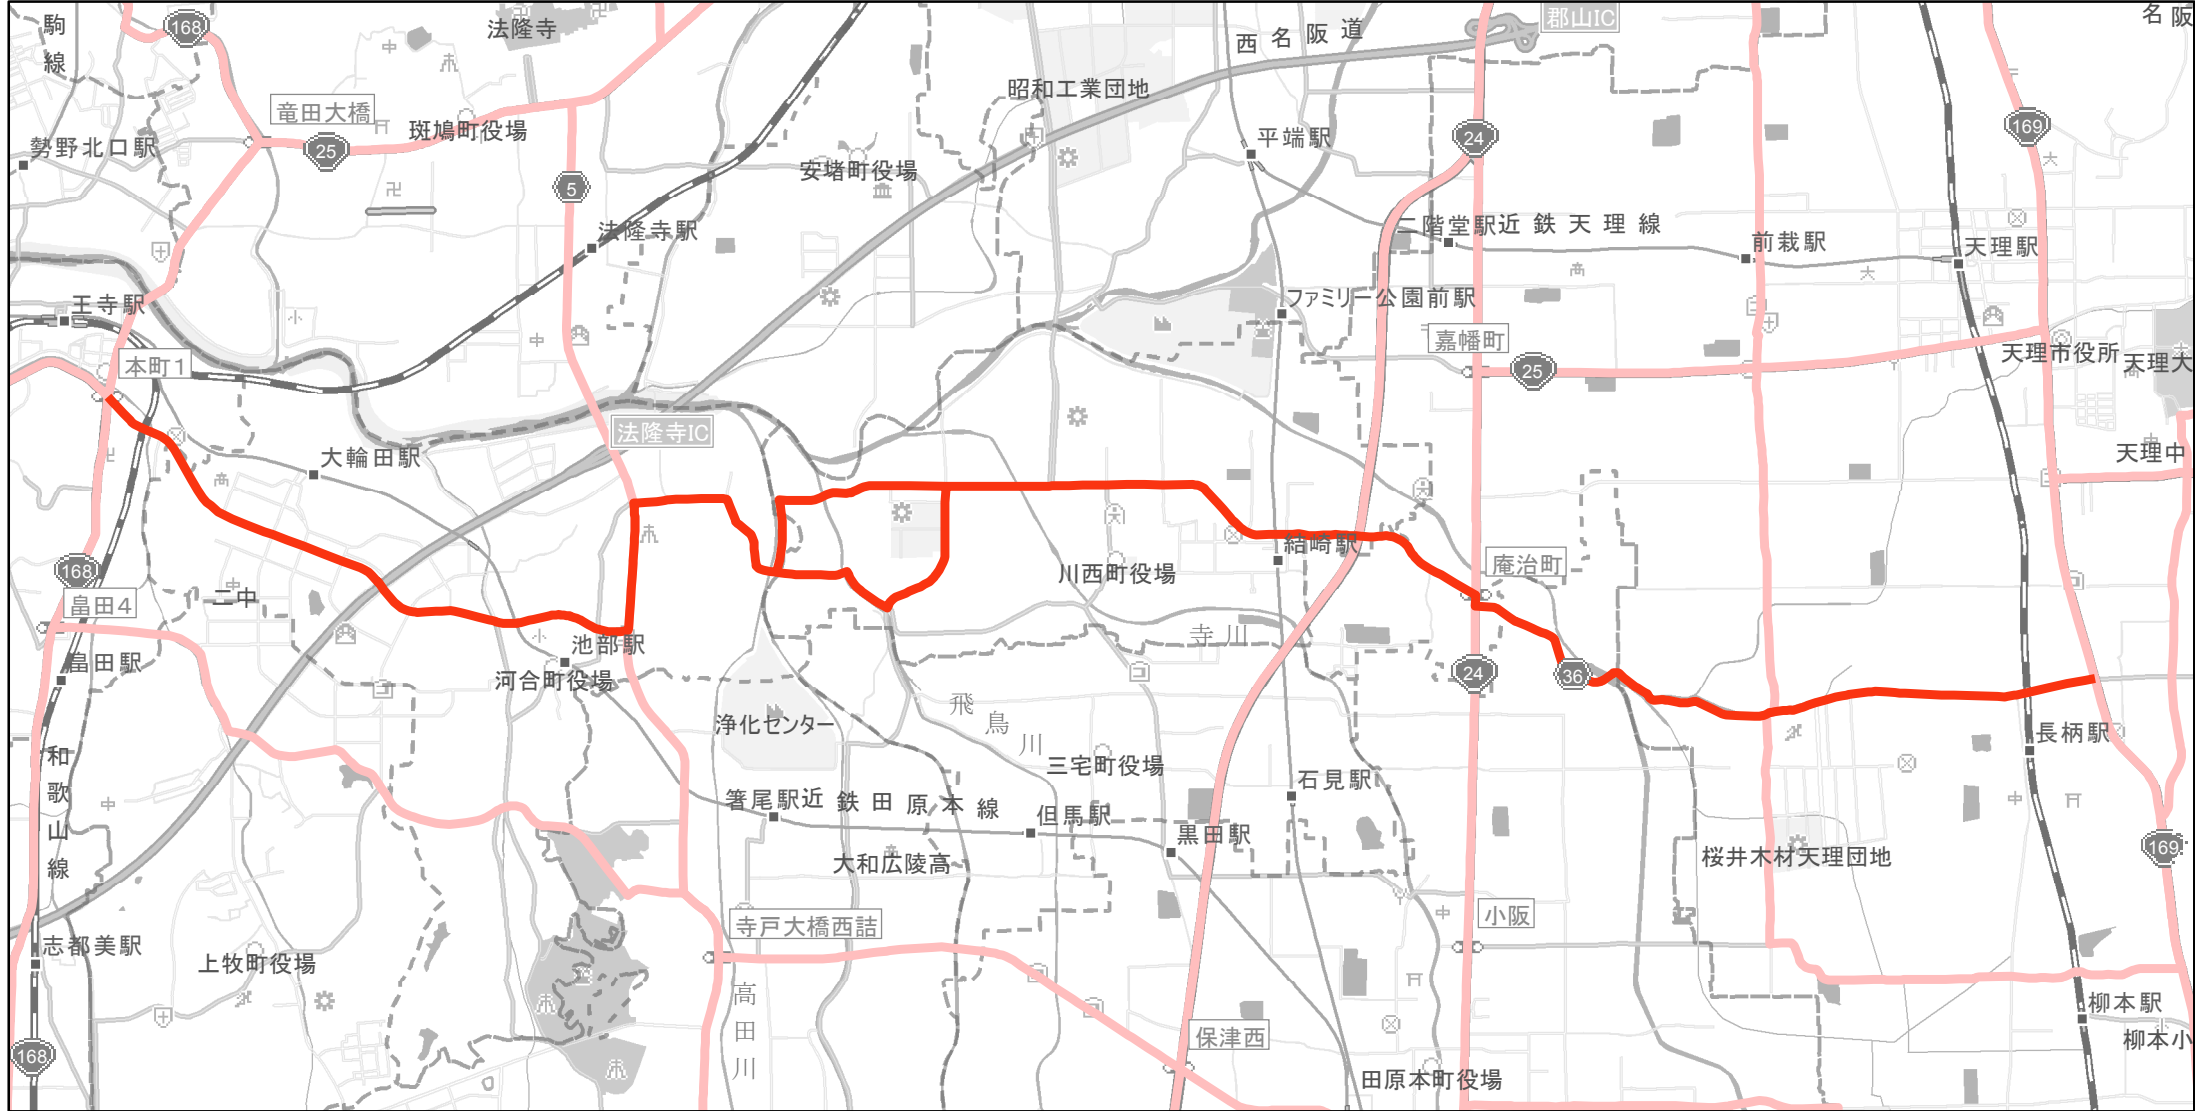 駒線
168
法隆寺
西名阪道
郡山IC
名阪
竜田大橋
昭和工業団地
斑鳩町役場
25
24
169
平端駅
勢野北口駅
安堵町役場
5
法隆寺駅
二階堂駅
近鉄天理線
前栽駅
天理駅
王寺駅
ファミリー公園前駅
嘉幡町
本町1
25
天理市役所
天理大
法隆寺IC
大輪田駅
天理中
168
畠田4
二中
結崎駅
庵治町
川西町役場
寺川
池部駅
畠田駅
河合町役場
24
36
飛鳥川
浄化センター
長柄駅
和歌山線
三宅町役場
石見駅
箸尾駅
近鉄田原本線
但馬駅
黒田駅
大和広陵高
桜井木材天理団地
169
寺戸大橋西詰
小阪
志都美駅
上牧町役場
高田川
柳本駅
保津西
柳本小
168
田原本町役場